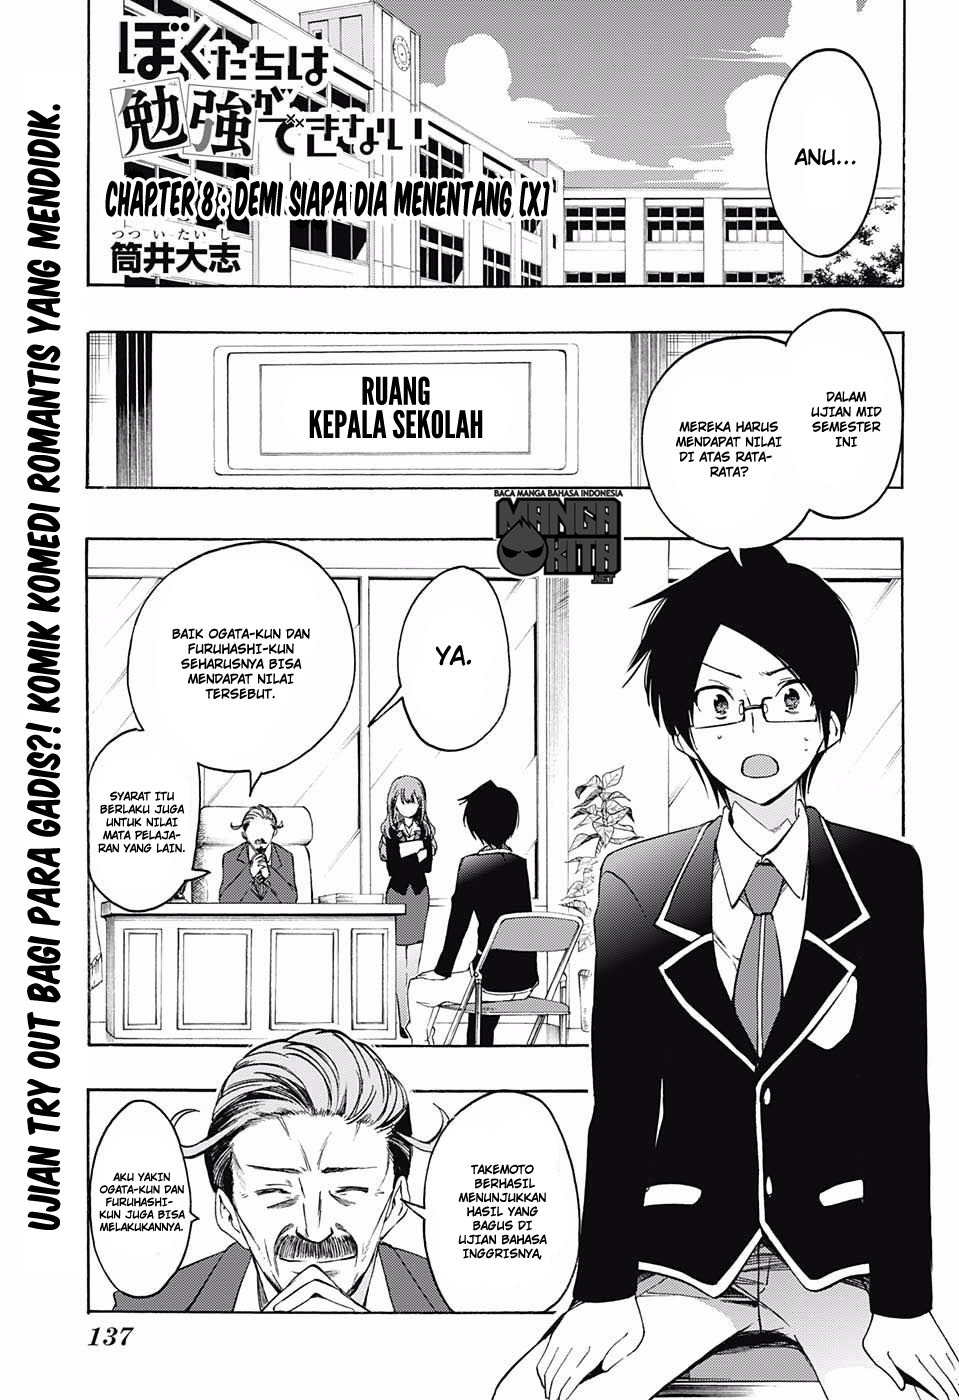 ぼくたちは
勉強ができない
CHAPTER 8 : DEMI SIAPA DIA MENENTANG [X]
つつ い たい し
筒井大志
ANU...
UJIAN TRY OUT BAGI PARA GADIS?! KOMIK KOMEDI ROMANTIS YANG MENDIDIK.
RUANG
KEPALA SEKOLAH
DALAM
UJIAN MID
SEMESTER
INI
MEREKA HARUS
MENDAPAT NILAI
DI ATAS RATA-
RATA?
BACA MANGA BAHASA INDONESIA
MANGA
KITA
.NET
YA.
BAIK OGATA-KUN DAN
FURUHASHI-KUN
SEHARUSNYA BISA
MENDAPAT NILAI
TERSEBUT.
SYARAT ITU
BERLAKU JUGA
UNTUK NILAI
MATA PELAJA-
RAN YANG LAIN.
TAKEMOTO
BERHASIL
MENUNJUKKAN
HASIL YANG
BAGUS DI
UJIAN BAHASA
INGGRISNYA,
AKU YAKIN
OGATA-KUN DAN
FURUHASHI-
KUN JUGA BISA
MELAKUKANNYA.
137